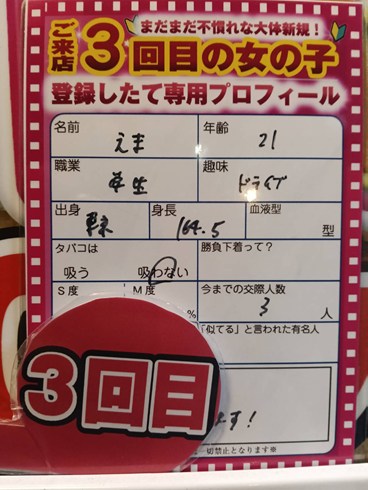 まだまだ不慣れな大体新規！
ご来店
3回目の女の子
登録したて専用プロフィール
名前 えま
年齢 21
職業 学生
趣味 ドライブ
出身 東京
身長 164.5
血液型 型
タバコは
吸う 吸わない
勝負下着って？
S度 M度
%
今までの交際人数
3 人
「似てる」と言われた有名人
3回目
ます!
切禁止となります※